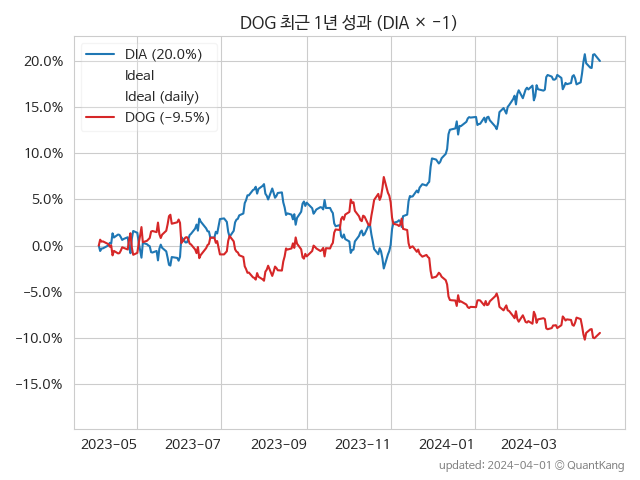 DOG 최근 1년 성과 (DIA × −1)
DIA (20.0%)
Ideal
Ideal (daily)
DOG (−9.5%)
20.0%
15.0%
10.0%
5.0%
0.0%
−5.0%
−10.0%
−15.0%
2023−05 2023−07 2023−09 2023−11 2024−01 2024−03
updated: 2024−04−01 © QuantKang